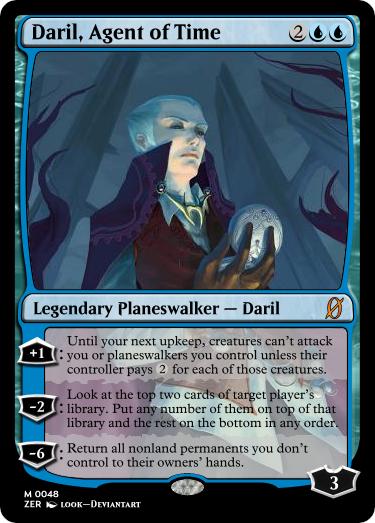 Daril, Agent of Time 2
Legendary Planeswalker — Daril
+1: Until your next upkeep, creatures can't attack
you or planeswalkers you control unless their
controller pays 2 for each of those creatures.
-2: Look at the top two cards of target player's
library. Put any number of them on top of that
library and the rest on the bottom in any order.
-6: Return all nonland permanents you don't
control to their owners' hands.
3
M 0048
ZER LOOK—DEVIANTART